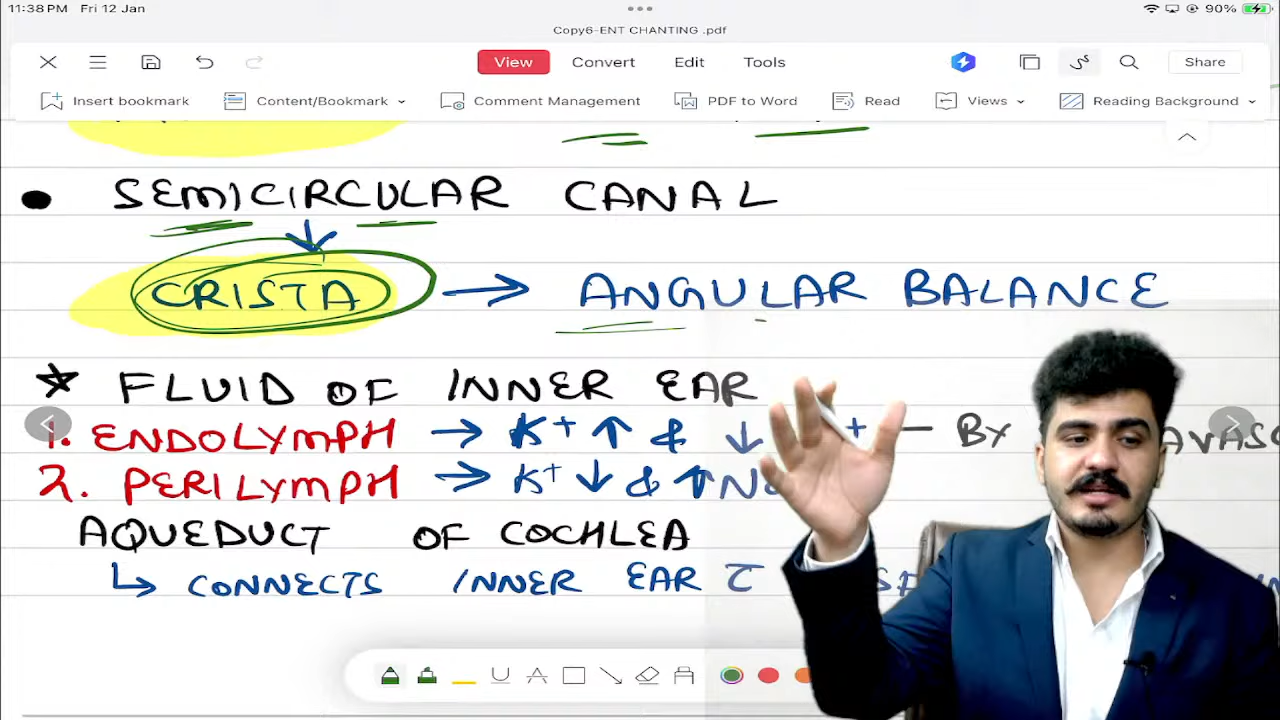 11:38 PM Fri 12 Jan 90%
Copy6-ENT CHANTING .pdf
View Convert Edit Tools Share
Insert bookmark Content/Bookmark Comment Management PDF to Word Read Views Reading Background
SEMICIRCULAR CANAL
CRISTA → ANGULAR BALANCE
☆ FLUID OF INNER EAR
1. ENDOLYMPH → K+ ↑ & ↓ + — BY
2. PERILYMPH → K+ ↓ & ↑
AQUEDUCT OF COCHLEA
↳ CONNECTS INNER EAR